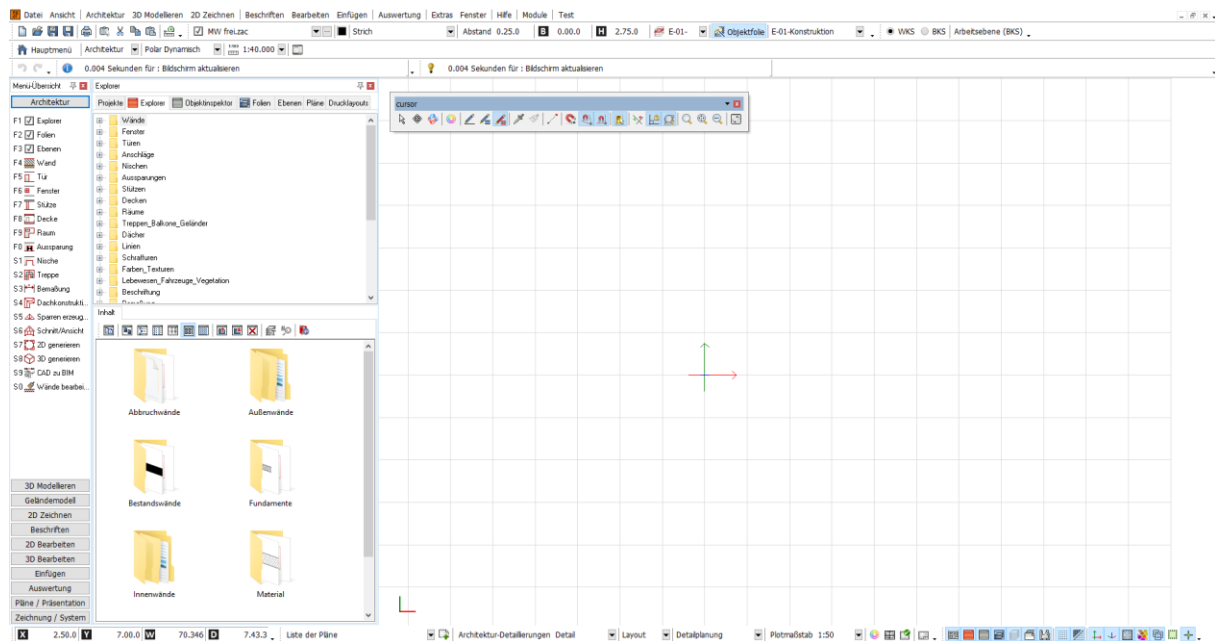 Datei Ansicht Architektur 3D Modellieren 2D Zeichnen Beschriften Bearbeiten Einfügen Auswertung Extras Fenster Hilfe Module Test
MW frei.zac Strich Abstand 0.25.0 B 0.00.0 H 2.75.0 E-01- Objektfolie E-01-Konstruktion WKS BKS Arbeitsebene (BKS)
Hauptmenü Architektur Polar Dynamisch 1:40.000
0.004 Sekunden für : Bildschirm aktualisieren 0.004 Sekunden für : Bildschirm aktualisieren
Menü-Übersicht
Architektur
F1 Explorer
F2 Folien
F3 Ebenen
F4 Wand
F5 Tür
F6 Fenster
F7 Stütze
F8 Decke
F9 Raum
F0 Aussparung
S1 Nische
S2 Treppe
S3 Bemaßung
S4 Dachkonstrukti...
S5 Sparren erzeug...
S6 Schnitt/Ansicht
S7 2D generieren
S8 3D generieren
S9 CAD zu BIM
S0 Wände bearbei...
3D Modellieren
Geländemodell
2D Zeichnen
Beschriften
2D Bearbeiten
3D Bearbeiten
Einfügen
Auswertung
Pläne / Präsentation
Zeichnung / System
Explorer
Projekte Explorer Objektinspektor Folien Ebenen Pläne Drucklayouts
Wände
Fenster
Türen
Anschläge
Nischen
Aussparungen
Stützen
Decken
Räume
Treppen_Balkone_Geländer
Dächer
Linien
Schraffuren
Farben_Texturen
Lebewesen_Fahrzeuge_Vegetation
Beschriftung
Inhalt
Abbruchwände Außenwände
Bestandswände Fundamente
Innenwände Material
cursor
X 2.50.0 Y 7.00.0 W 70.346 D 7.43.3 Liste der Pläne Architektur-Detaillierungen Detail Layout Detailplanung Plotmaßstab 1:50